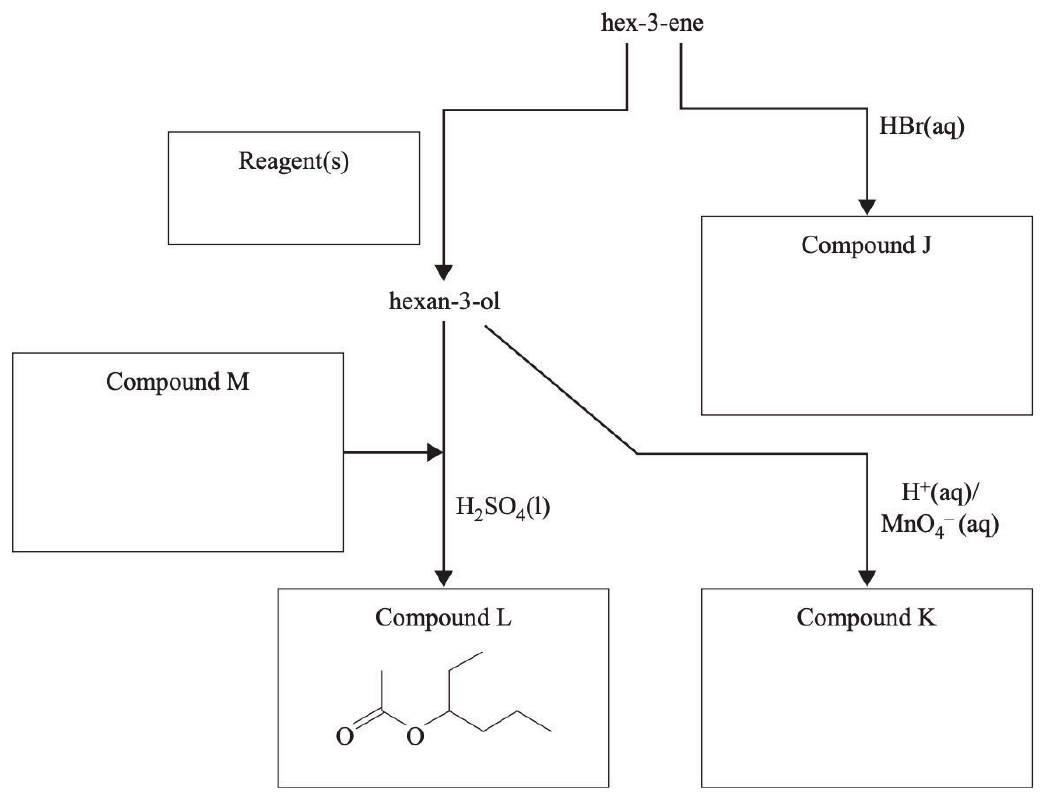 hex-3-ene
HBr(aq)
Reagent(s)
Compound J
hexan-3-ol
Compound M
H⁺(aq)/
MnO₄⁻(aq)
H₂SO₄(l)
Compound L
Compound K
O
O